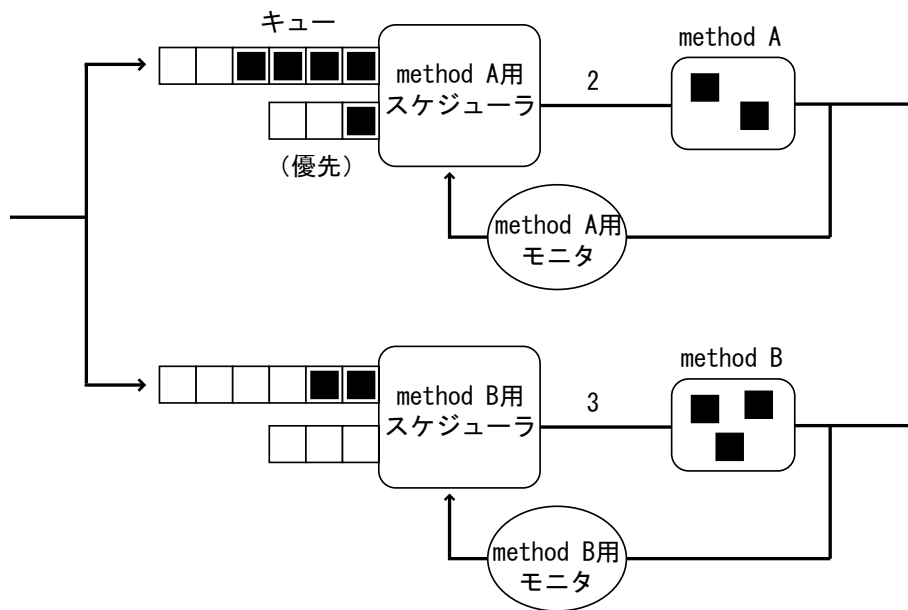 キュー
method A用
スケジューラ
2
method A
(優先)
method A用
モニタ
method B用
スケジューラ
3
method B
method B用
モニタ